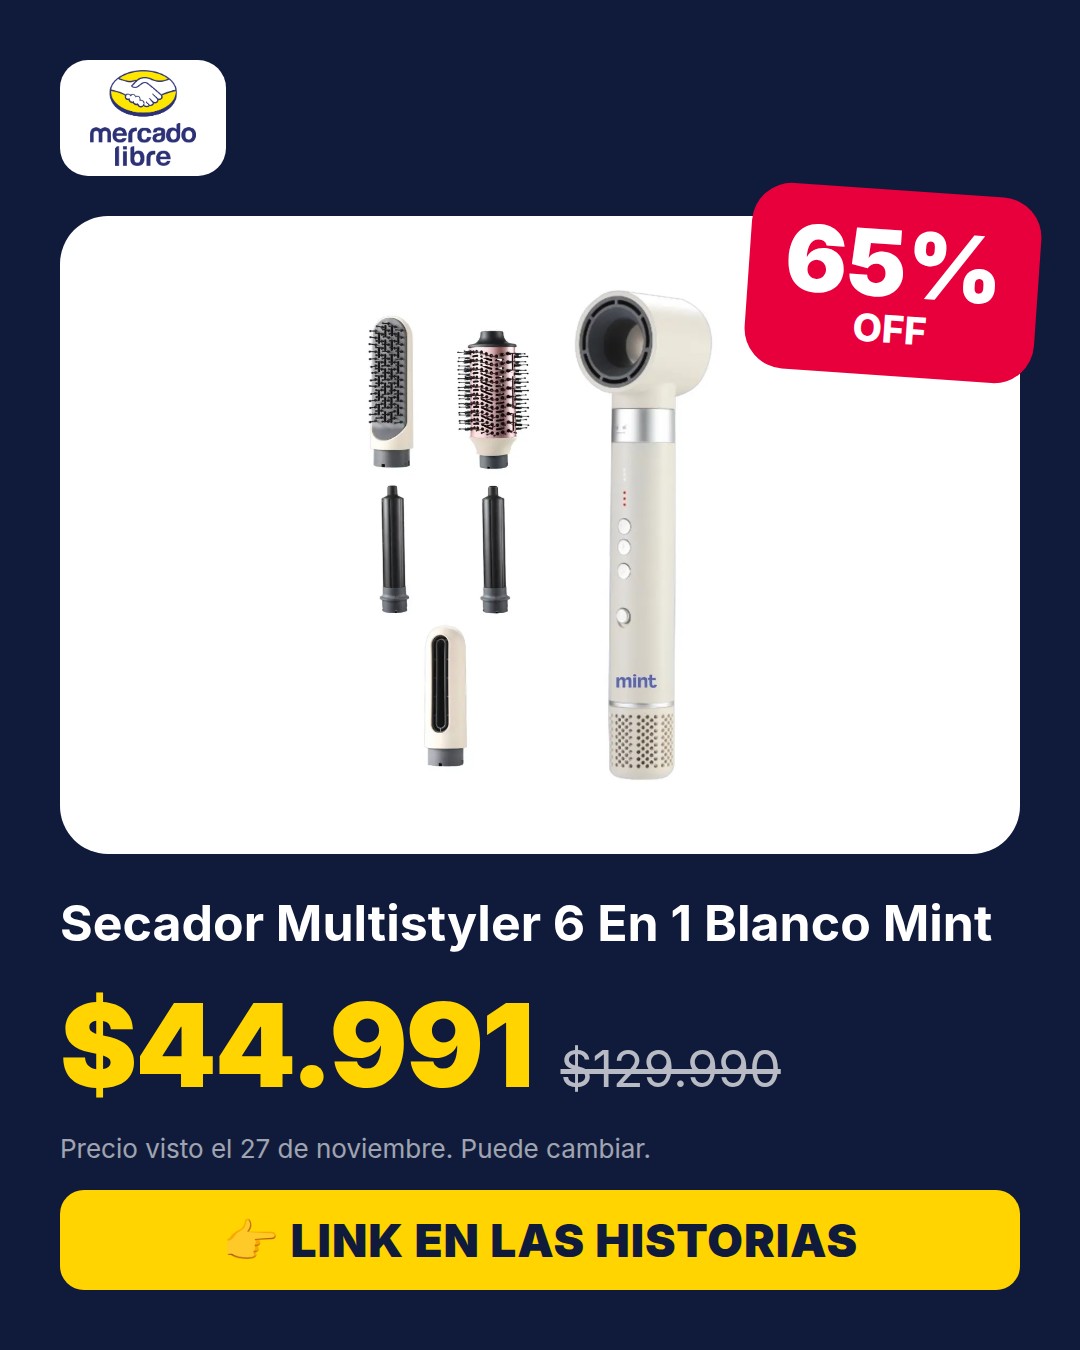 mercado
libre
65%
OFF
mint
Secador Multistyler 6 En 1 Blanco Mint
$44.991 $129.990
Precio visto el 27 de noviembre. Puede cambiar.
👉 LINK EN LAS HISTORIAS